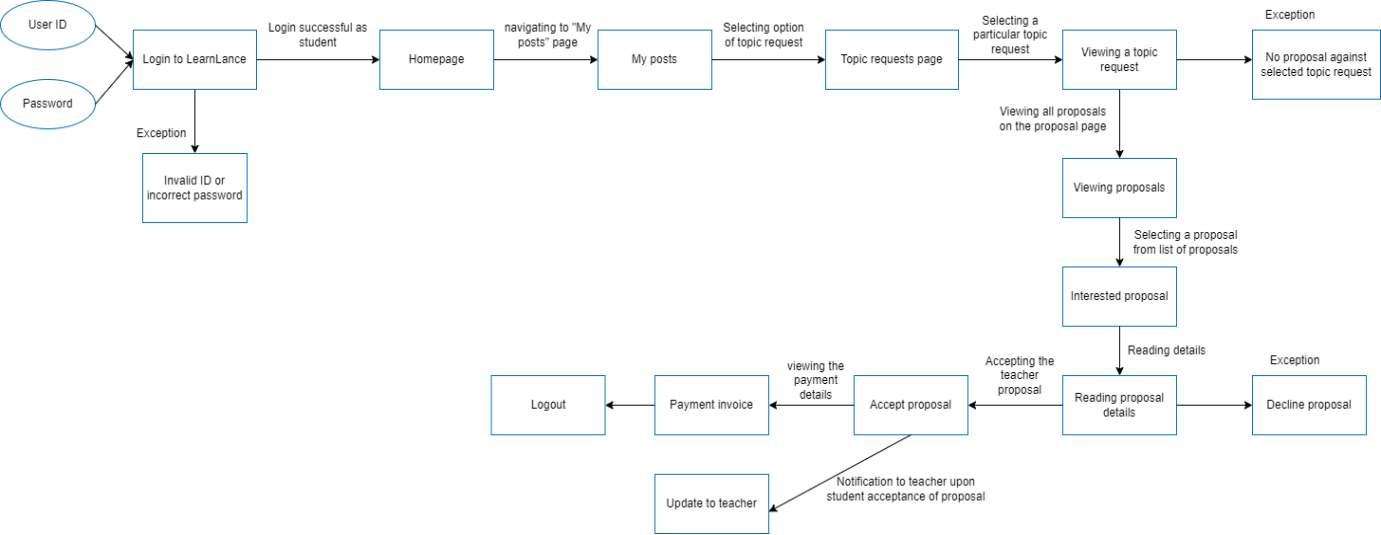 User ID
Password
Login to LearnLance
Exception
Invalid ID or
incorrect password
Login successful as
student
Homepage
navigating to "My
posts" page
My posts
Selecting option
of topic request
Topic requests page
Selecting a
particular topic
request
Viewing a topic
request
Exception
No proposal against
selected topic request
Viewing all proposals
on the proposal page
Viewing proposals
Selecting a proposal
from list of proposals
Interested proposal
Reading details
Reading proposal
details
Exception
Decline proposal
Accepting the
teacher
proposal
Accept proposal
viewing the
payment
details
Payment invoice
Logout
Notification to teacher upon
student acceptance of proposal
Update to teacher